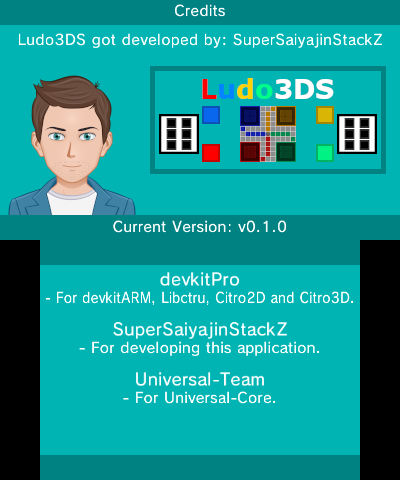 Credits
Ludo3DS got developed by: SuperSaiyajinStackZ
Ludo3DS
Current Version: v0.1.0
devkitPro
- For devkitARM, Libctru, Citro2D and Citro3D.
SuperSaiyajinStackZ
- For developing this application.
Universal-Team
- For Universal-Core.